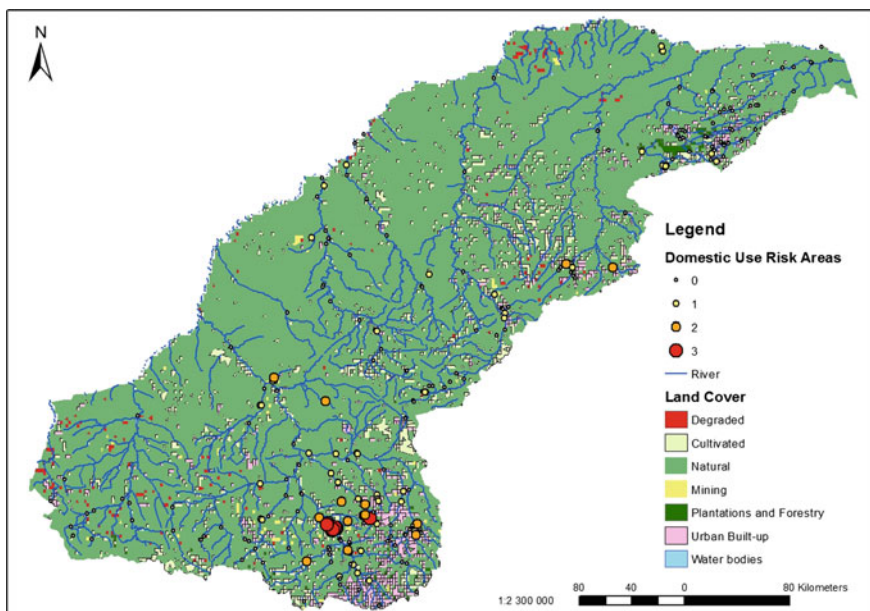 N
Legend
Domestic Use Risk Areas
0
1
2
3
River
Land Cover
Degraded
Cultivated
Natural
Mining
Plantations and Forestry
Urban Built-up
Water bodies
1:2 300 000
80 40 0 80 Kilometers